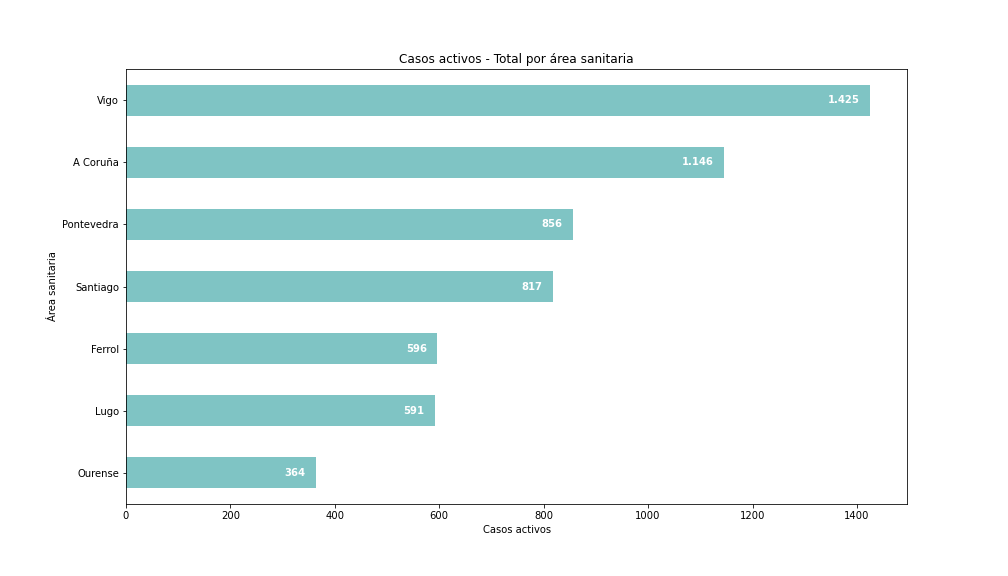 Casos activos - Total por área sanitaria
Vigo
1.425
A Coruña
1.146
Pontevedra
856
Santiago
817
Ferrol
596
Lugo
591
Ourense
364
Área sanitaria
0 200 400 600 800 1000 1200 1400
Casos activos